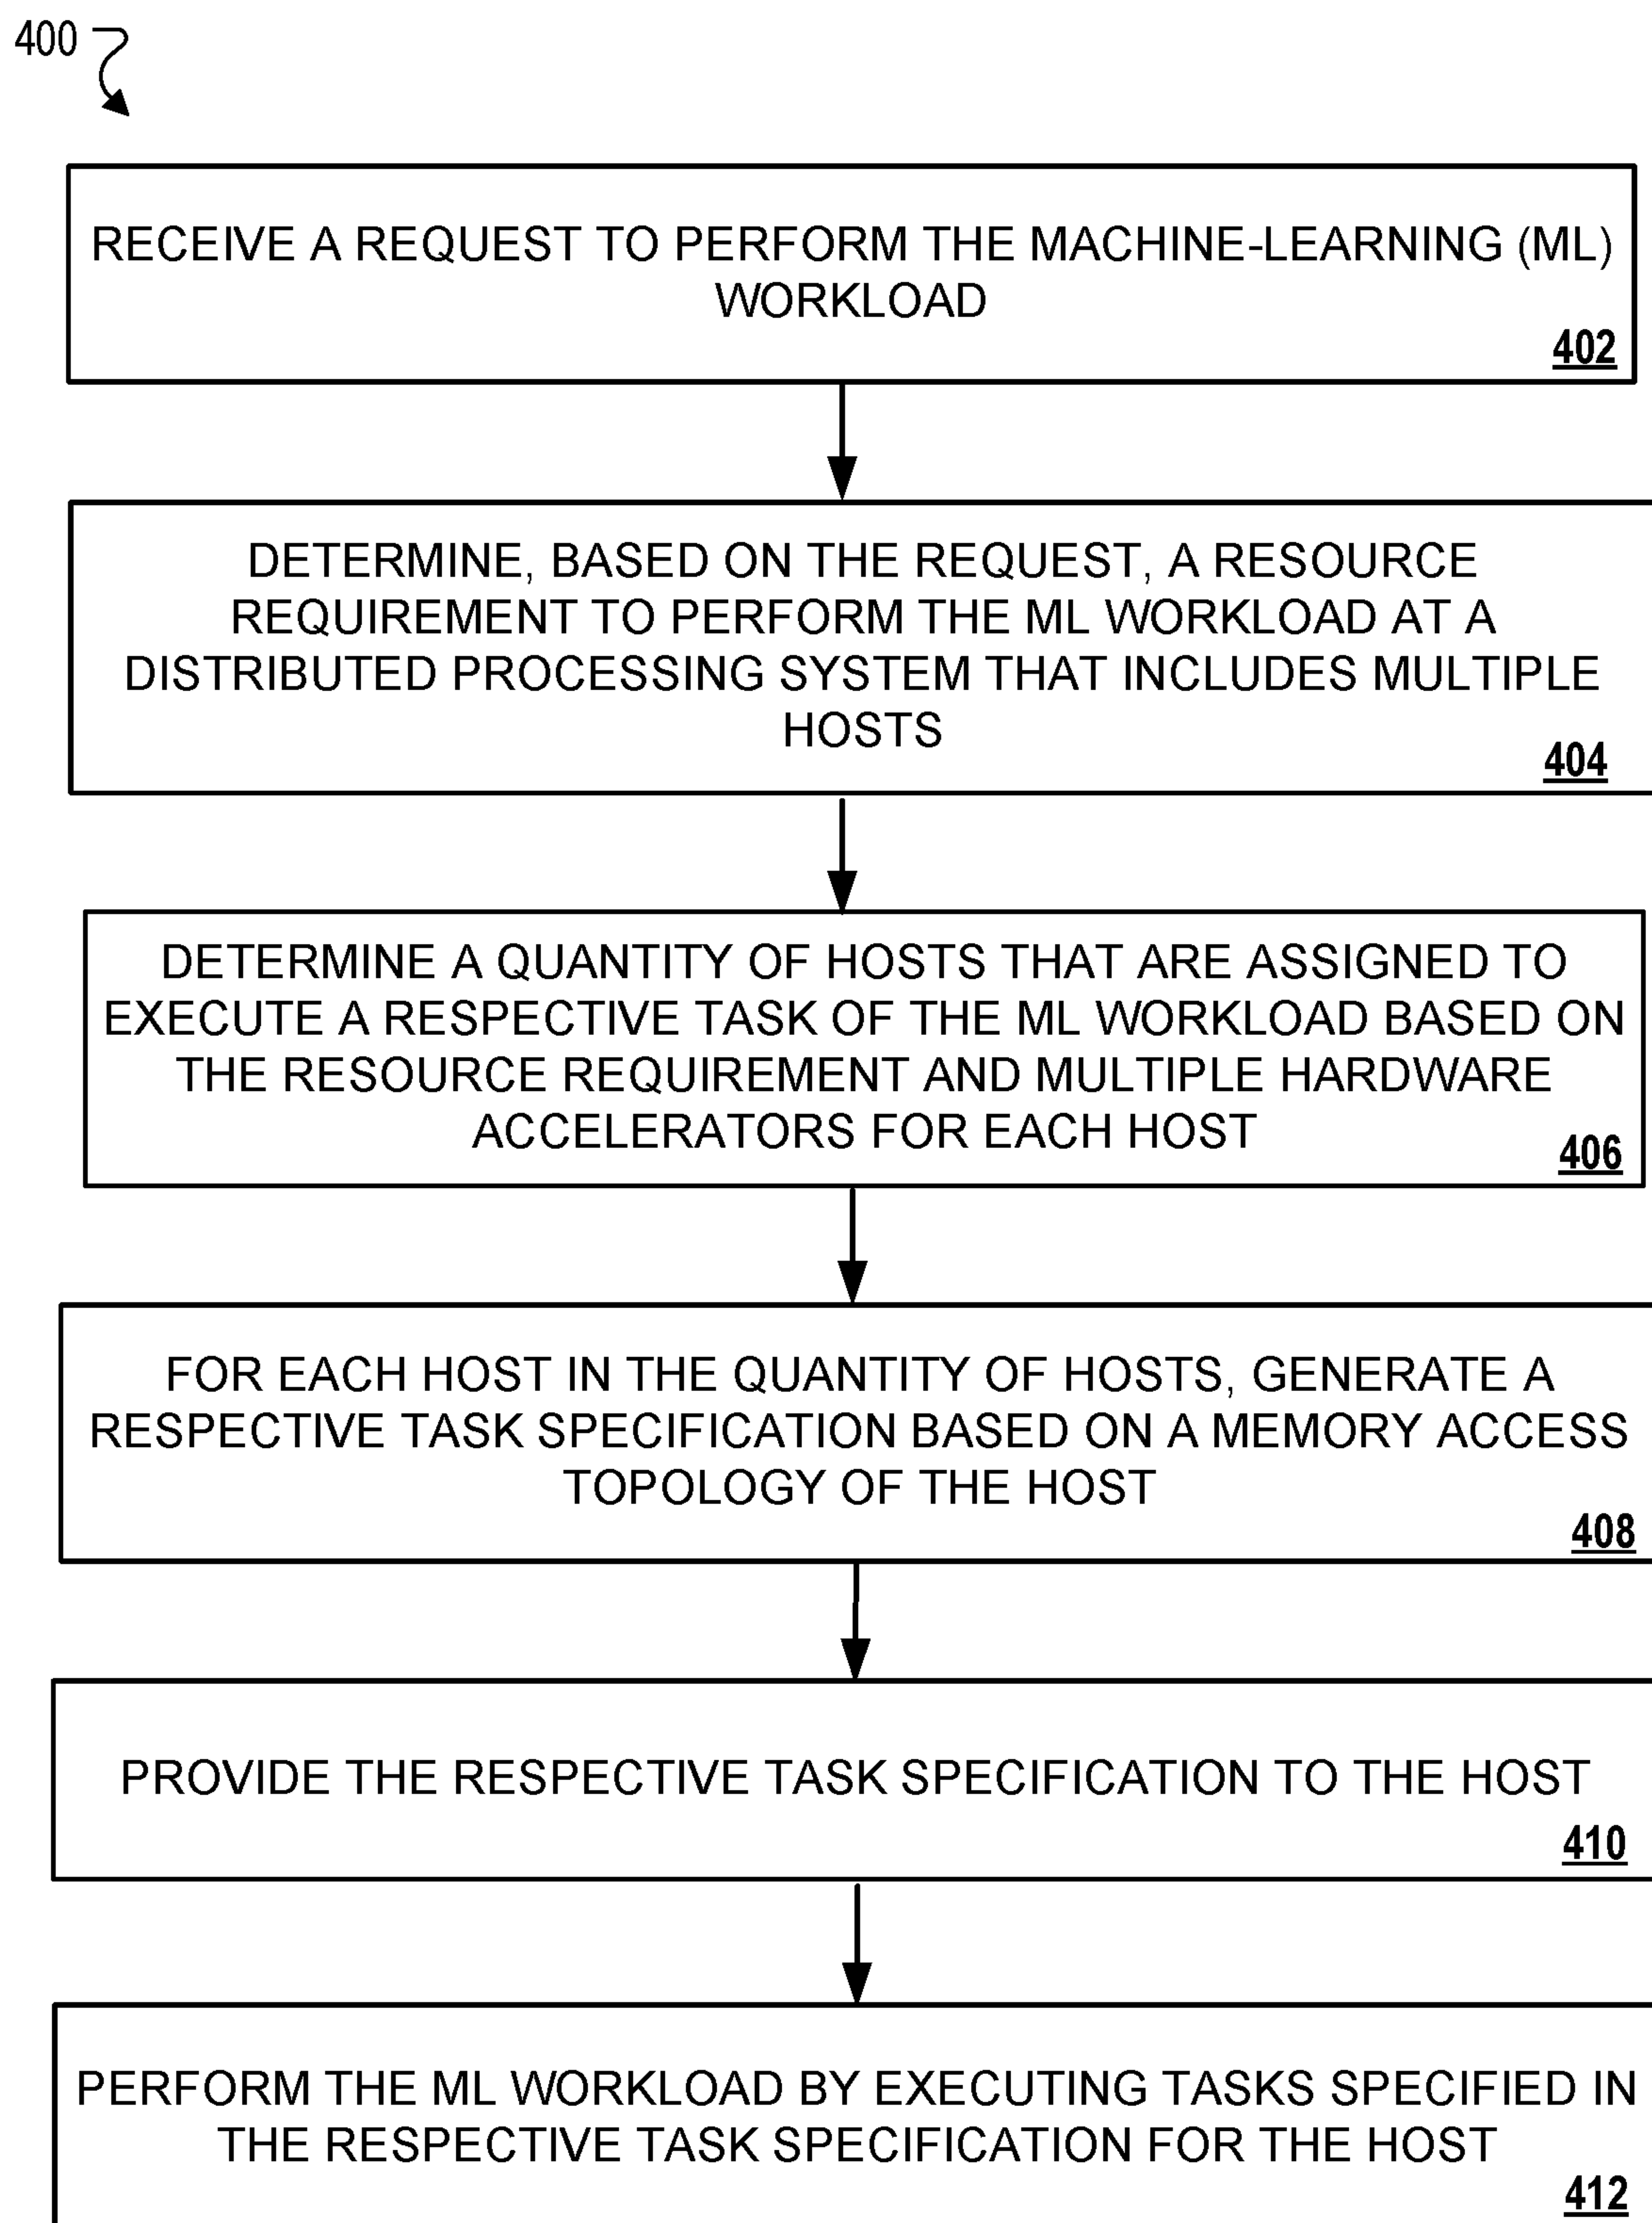 400
RECEIVE A REQUEST TO PERFORM THE MACHINE-LEARNING (ML)
WORKLOAD
402
DETERMINE, BASED ON THE REQUEST, A RESOURCE
REQUIREMENT TO PERFORM THE ML WORKLOAD AT A
DISTRIBUTED PROCESSING SYSTEM THAT INCLUDES MULTIPLE
HOSTS
404
DETERMINE A QUANTITY OF HOSTS THAT ARE ASSIGNED TO
EXECUTE A RESPECTIVE TASK OF THE ML WORKLOAD BASED ON
THE RESOURCE REQUIREMENT AND MULTIPLE HARDWARE
ACCELERATORS FOR EACH HOST
406
FOR EACH HOST IN THE QUANTITY OF HOSTS, GENERATE A
RESPECTIVE TASK SPECIFICATION BASED ON A MEMORY ACCESS
TOPOLOGY OF THE HOST
408
PROVIDE THE RESPECTIVE TASK SPECIFICATION TO THE HOST
410
PERFORM THE ML WORKLOAD BY EXECUTING TASKS SPECIFIED IN
THE RESPECTIVE TASK SPECIFICATION FOR THE HOST
412